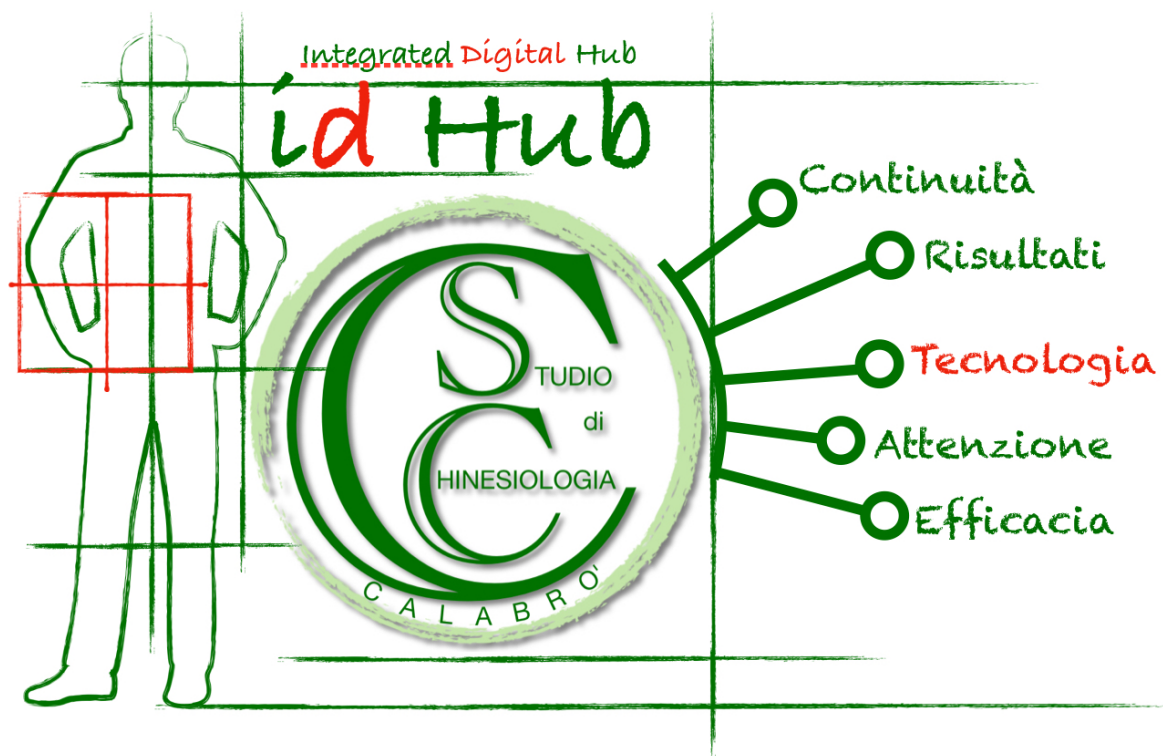 Integrated Digital Hub
id Hub
Continuità
Risultati
Tecnologia
Attenzione
Efficacia
STUDIO
di
CHINESIOLOGIA
CALABRO'